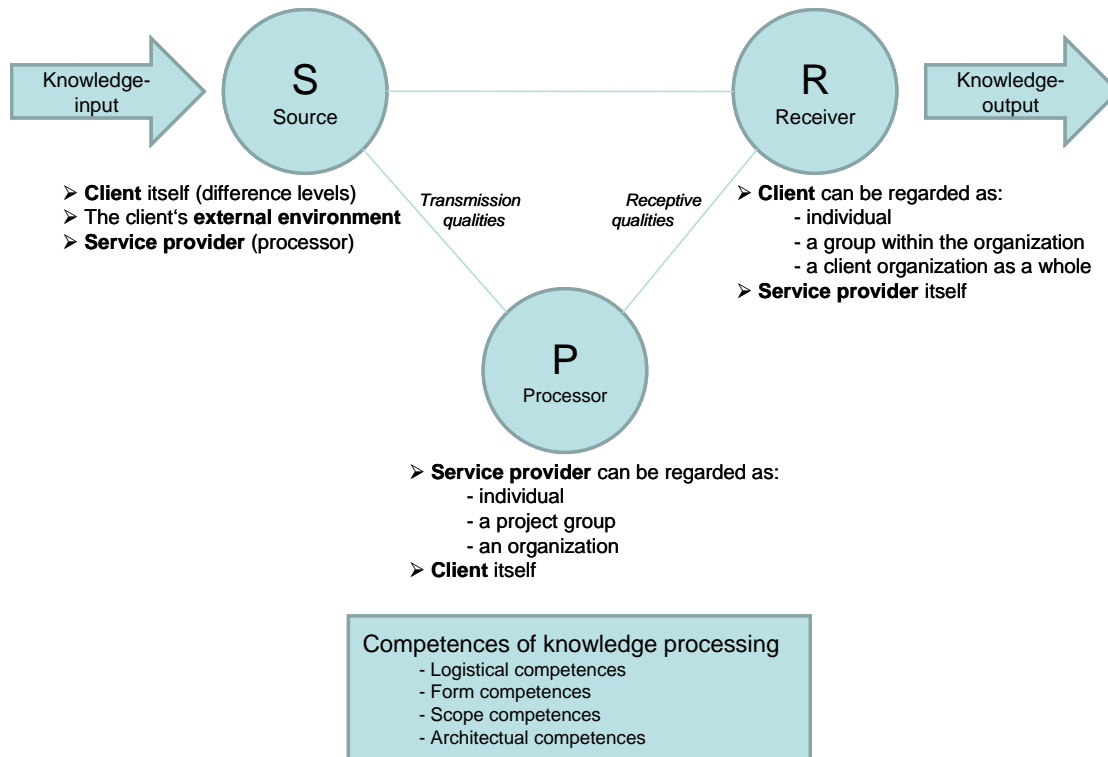 Knowledge-
input
S
Source
R
Receiver
Knowledge-
output
➢ Client itself (difference levels)
➢ The client‘s external environment
➢ Service provider (processor)
Transmission
qualities
Receptive
qualities
➢ Client can be regarded as:
- individual
- a group within the organization
- a client organization as a whole
➢ Service provider itself
P
Processor
➢ Service provider can be regarded as:
- individual
- a project group
- an organization
➢ Client itself
Competences of knowledge processing
- Logistical competences
- Form competences
- Scope competences
- Architectual competences